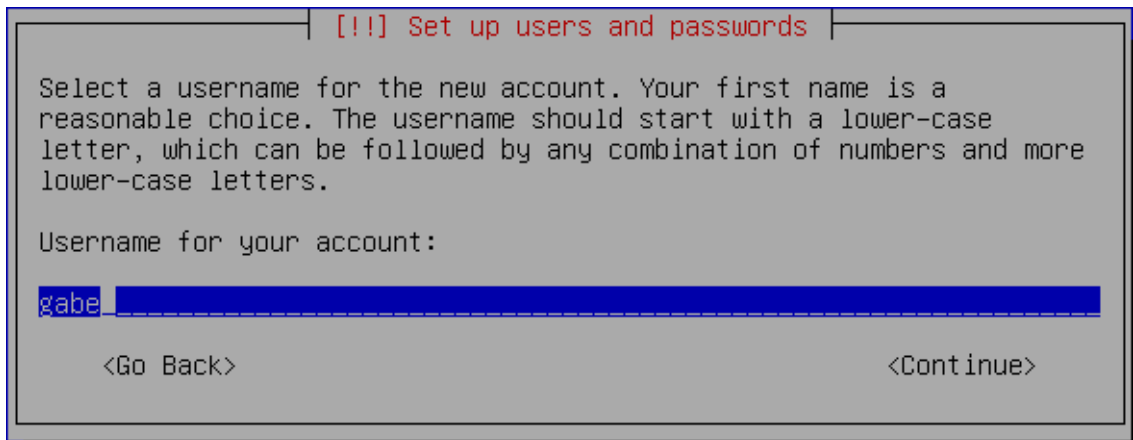 [!!] Set up users and passwords
Select a username for the new account. Your first name is a
reasonable choice. The username should start with a lower-case
letter, which can be followed by any combination of numbers and more
lower-case letters.
Username for your account:
gabe
<Go Back> <Continue>